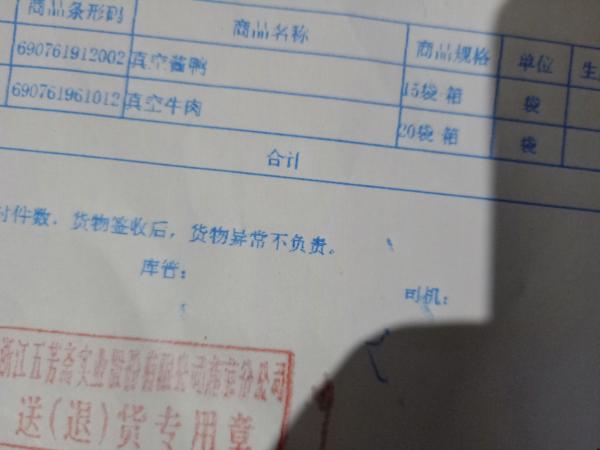 商品条形码 商品名称 商品规格 单位 生
690761912002 真空酱鸭 15袋 箱 袋
690761961012 真空牛肉 20袋 箱 袋
合计
付件数. 货物签收后, 货物异常不负责。
库管: 司机:
浙江五芳斋实业股份有限公司南京分公司
送(退)货专用章